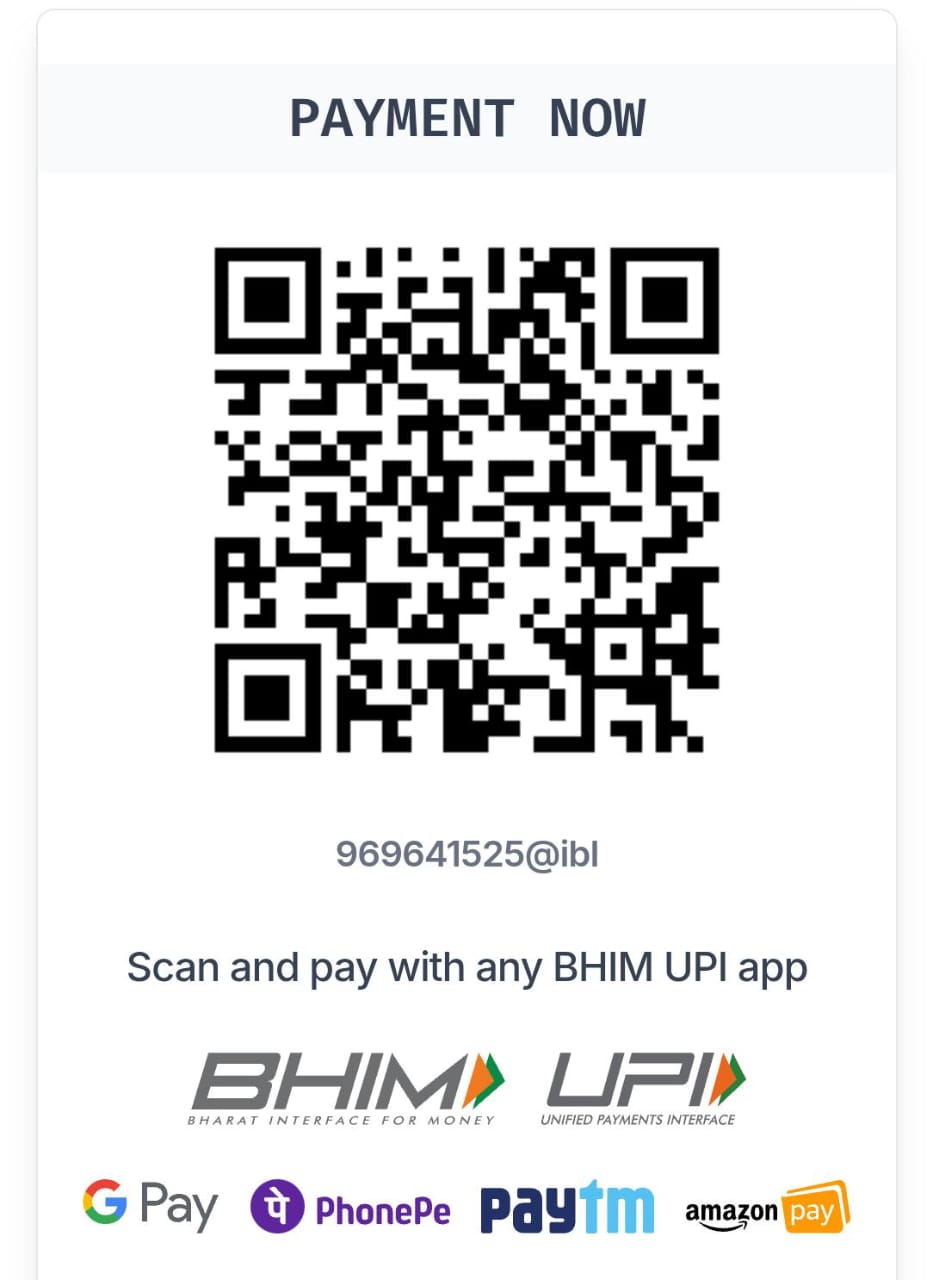 PAYMENT NOW
969641525@ibl
Scan and pay with any BHIM UPI app
BHIM UPI
BHARAT INTERFACE FOR MONEY UNIFIED PAYMENTS INTERFACE
G Pay पे PhonePe paytm amazon pay